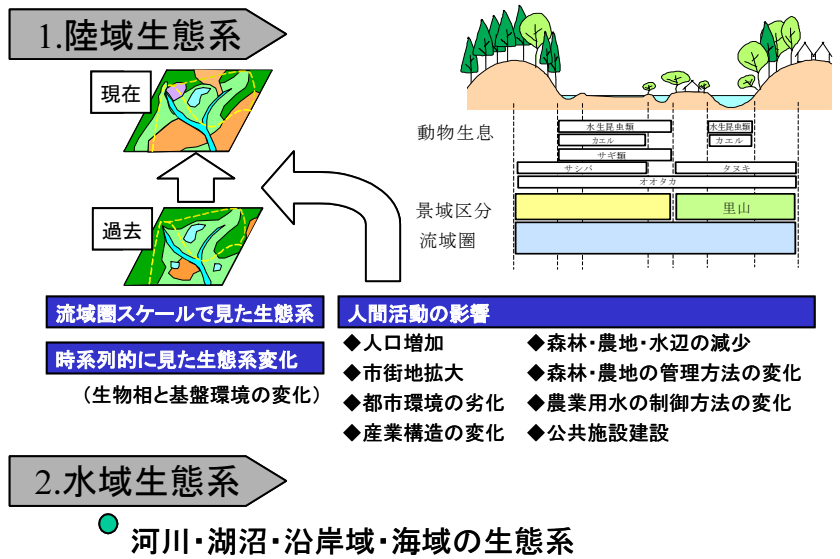 1.陸域生態系
現在
過去
動物生息
水生昆虫類
水生昆虫類
カエル
カエル
サギ類
サシバ
タヌキ
オオタカ
景域区分
里山
流域圏
流域圏スケールで見た生態系
時系列的に見た生態系変化
(生物相と基盤環境の変化)
人間活動の影響
◆人口増加
◆市街地拡大
◆都市環境の劣化
◆産業構造の変化
◆森林・農地・水辺の減少
◆森林・農地の管理方法の変化
◆農業用水の制御方法の変化
◆公共施設建設
2.水域生態系
河川・湖沼・沿岸域・海域の生態系